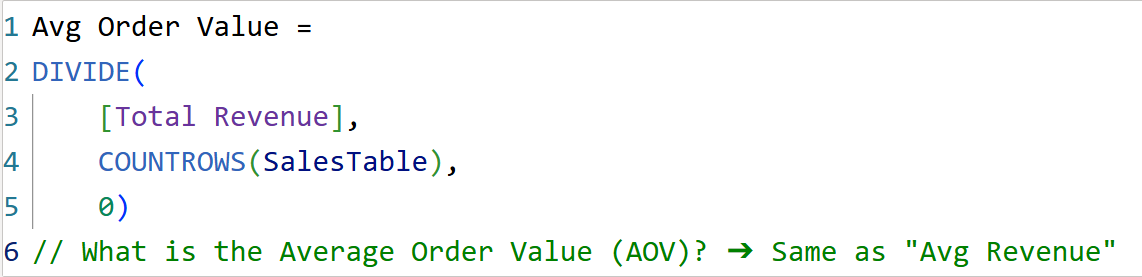 1 Avg Order Value =
2 DIVIDE(
3     [Total Revenue],
4     COUNTROWS(SalesTable),
5     0)
6 // What is the Average Order Value (AOV)? ➔ Same as "Avg Revenue"